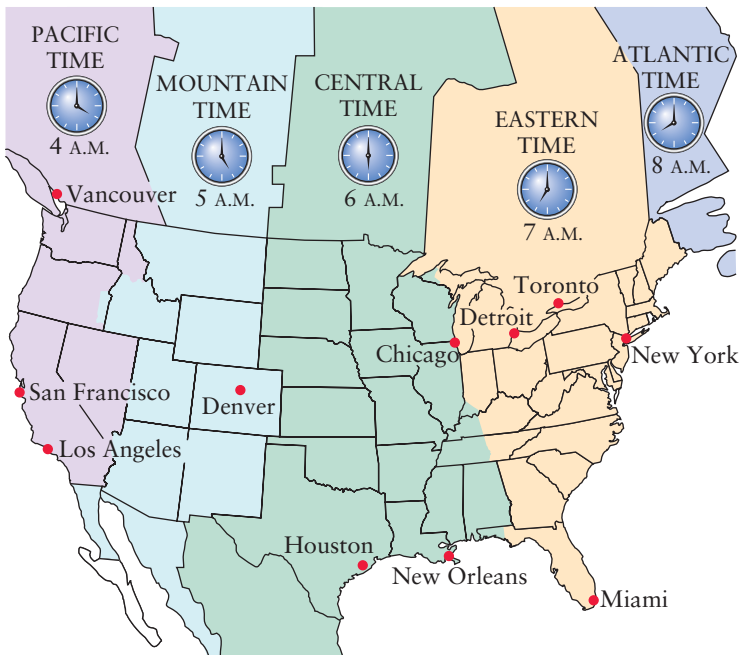 PACIFIC
TIME
4 A.M.
MOUNTAIN
TIME
5 A.M.
CENTRAL
TIME
6 A.M.
EASTERN
TIME
7 A.M.
ATLANTIC
TIME
8 A.M.
Vancouver
Toronto
Detroit
Chicago
New York
San Francisco
Denver
Los Angeles
Houston
New Orleans
Miami